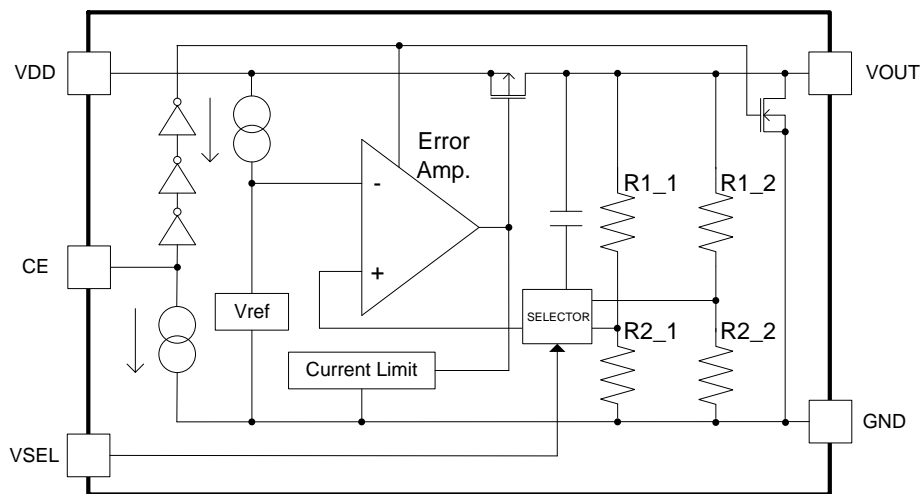 VDD
VOUT
Error
Amp.
-
R1_1
R1_2
CE
+
Vref
SELECTOR
R2_1
R2_2
Current Limit
GND
VSEL